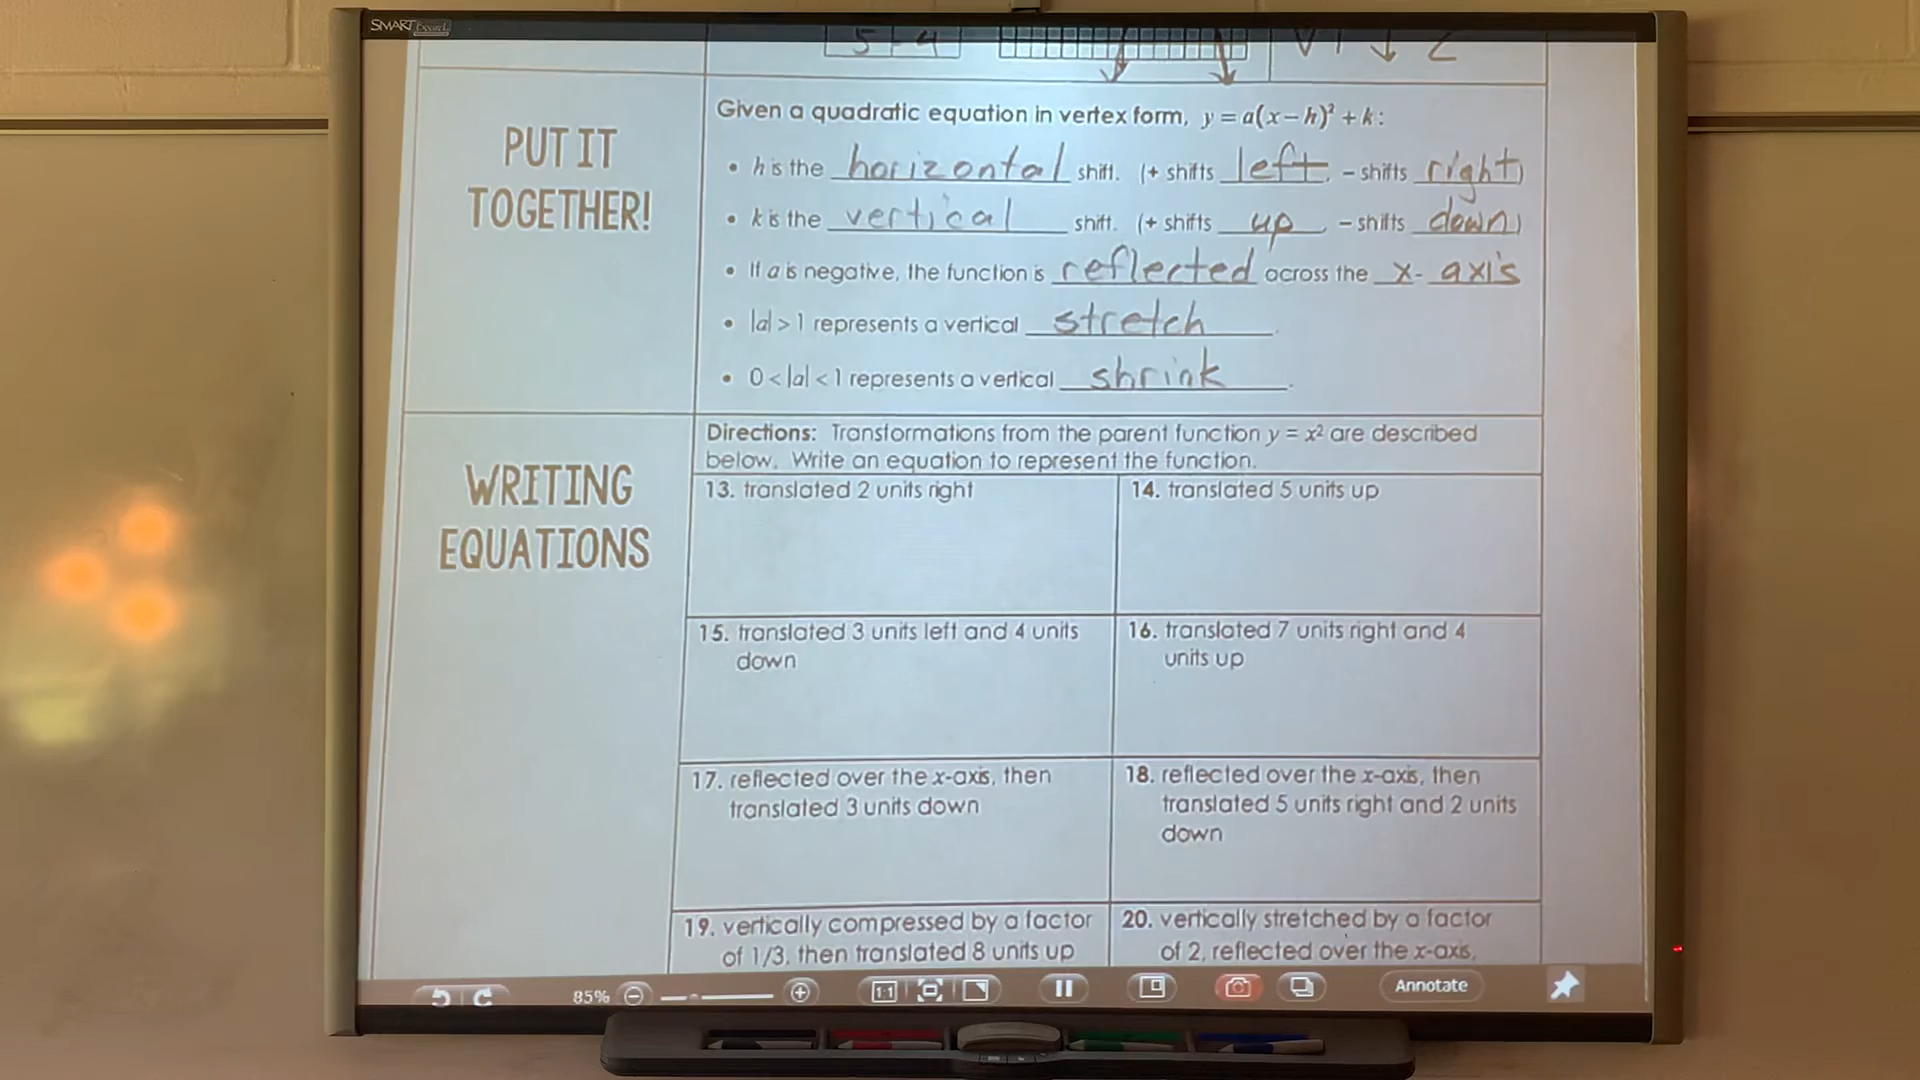 SMART Board
5 - 4
V T ↓ 2
PUT IT
TOGETHER!
Given a quadratic equation in vertex form, y = a(x − h)² + k:
• h is the horizontal shift. (+ shifts left, − shifts right)
• k is the vertical shift. (+ shifts up, − shifts down)
• If a is negative, the function is reflected across the x- axis
• |a| > 1 represents a vertical stretch.
• 0 < |a| < 1 represents a vertical shrink.
WRITING
EQUATIONS
Directions: Transformations from the parent function y = x² are described
below. Write an equation to represent the function.
13. translated 2 units right
14. translated 5 units up
15. translated 3 units left and 4 units
down
16. translated 7 units right and 4
units up
17. reflected over the x-axis, then
translated 3 units down
18. reflected over the x-axis, then
translated 5 units right and 2 units
down
19. vertically compressed by a factor
of 1/3, then translated 8 units up
20. vertically stretched by a factor
of 2, reflected over the x-axis,
85%
1:1
Annotate